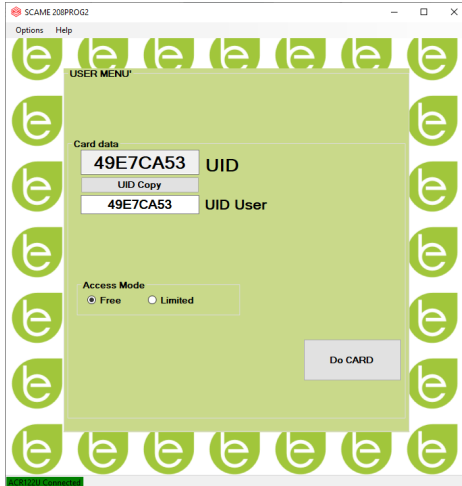 SCAME 208PROG2
Options Help
USER MENU'
Card data
49E7CA53 UID
UID Copy
49E7CA53 UID User
Access Mode
Free Limited
Do CARD
ACR122U Connected